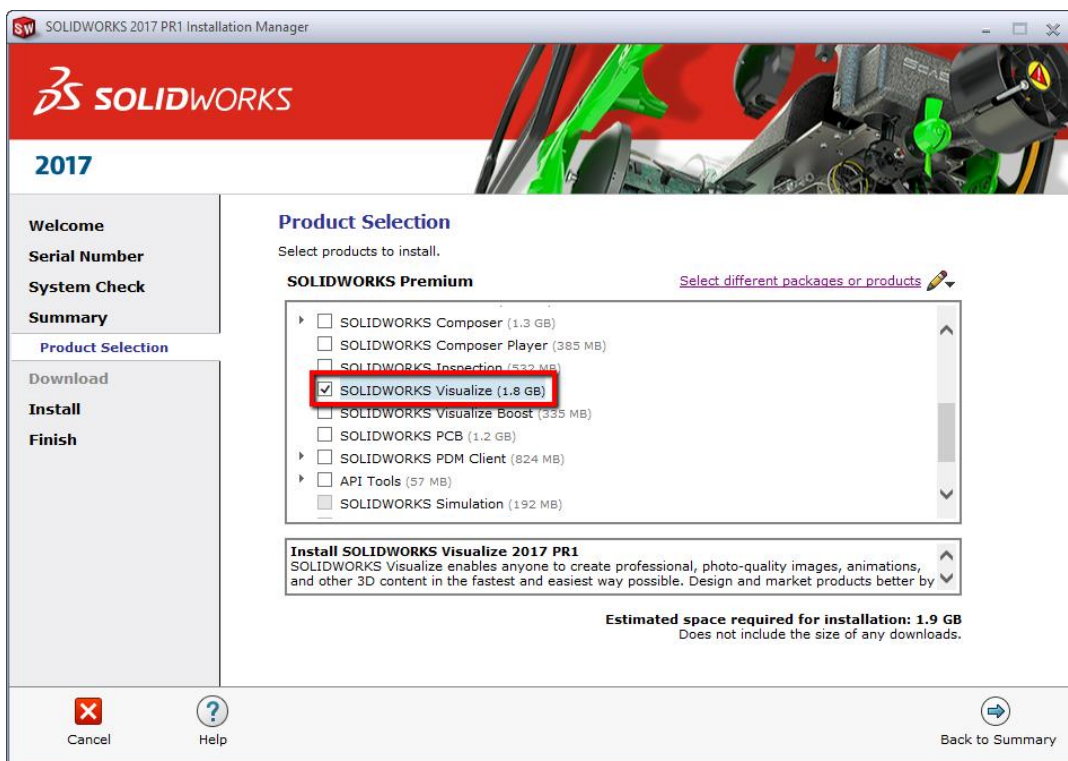 SOLIDWORKS 2017 PR1 Installation Manager
SOLIDWORKS
2017
Welcome
Serial Number
System Check
Summary
Product Selection
Download
Install
Finish
Product Selection
Select products to install.
SOLIDWORKS Premium
Select different packages or products
SOLIDWORKS Composer (1.3 GB)
SOLIDWORKS Composer Player (385 MB)
SOLIDWORKS Inspection (532 MB)
SOLIDWORKS Visualize (1.8 GB)
SOLIDWORKS Visualize Boost (335 MB)
SOLIDWORKS PCB (1.2 GB)
SOLIDWORKS PDM Client (824 MB)
API Tools (57 MB)
SOLIDWORKS Simulation (192 MB)
Install SOLIDWORKS Visualize 2017 PR1
SOLIDWORKS Visualize enables anyone to create professional, photo-quality images, animations,
and other 3D content in the fastest and easiest way possible. Design and market products better by
Estimated space required for installation: 1.9 GB
Does not include the size of any downloads.
Cancel
Help
Back to Summary